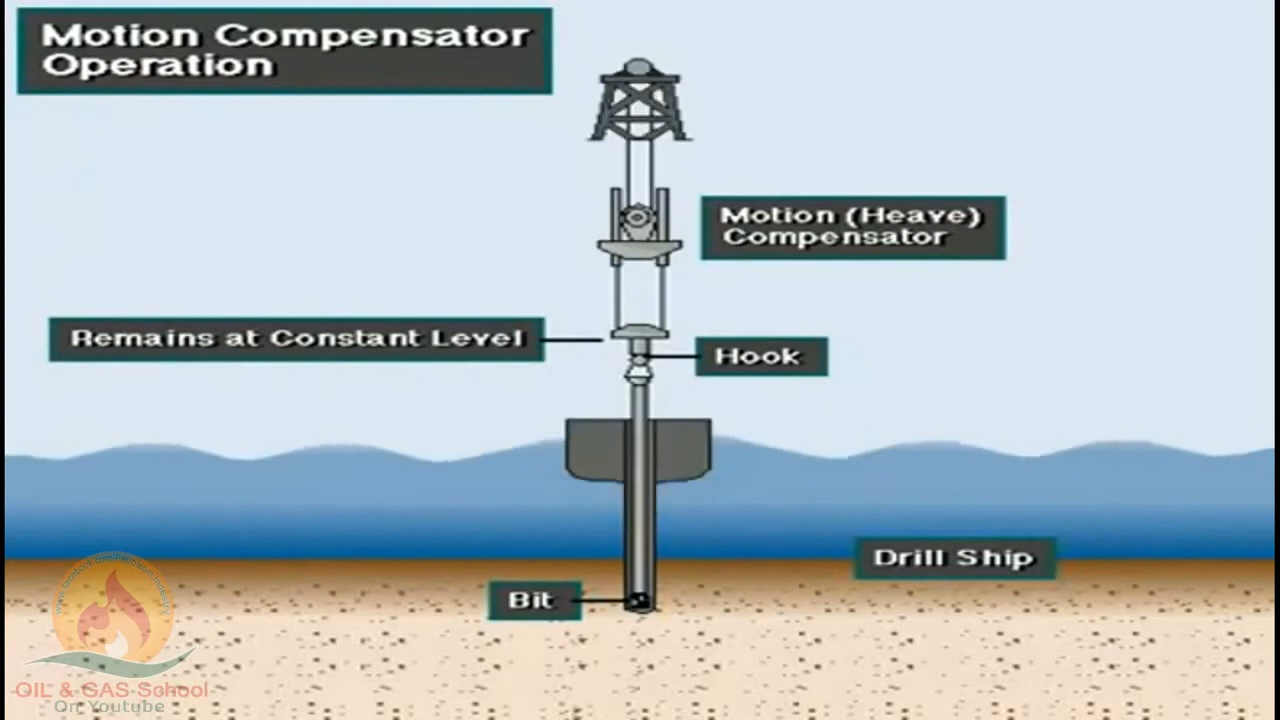 Motion Compensator
Operation
Motion (Heave)
Compensator
Remains at Constant Level
Hook
Drill Ship
Bit
OIL & GAS School
On Youtube